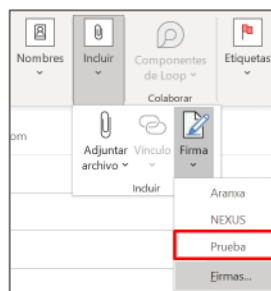 Nombres
Incluir
Componentes
de Loop
Etiquetas
Colaborar
om
Adjuntar
archivo
Vínculo
Firma
Incluir
Aranxa
NEXUS
Prueba
Firmas...